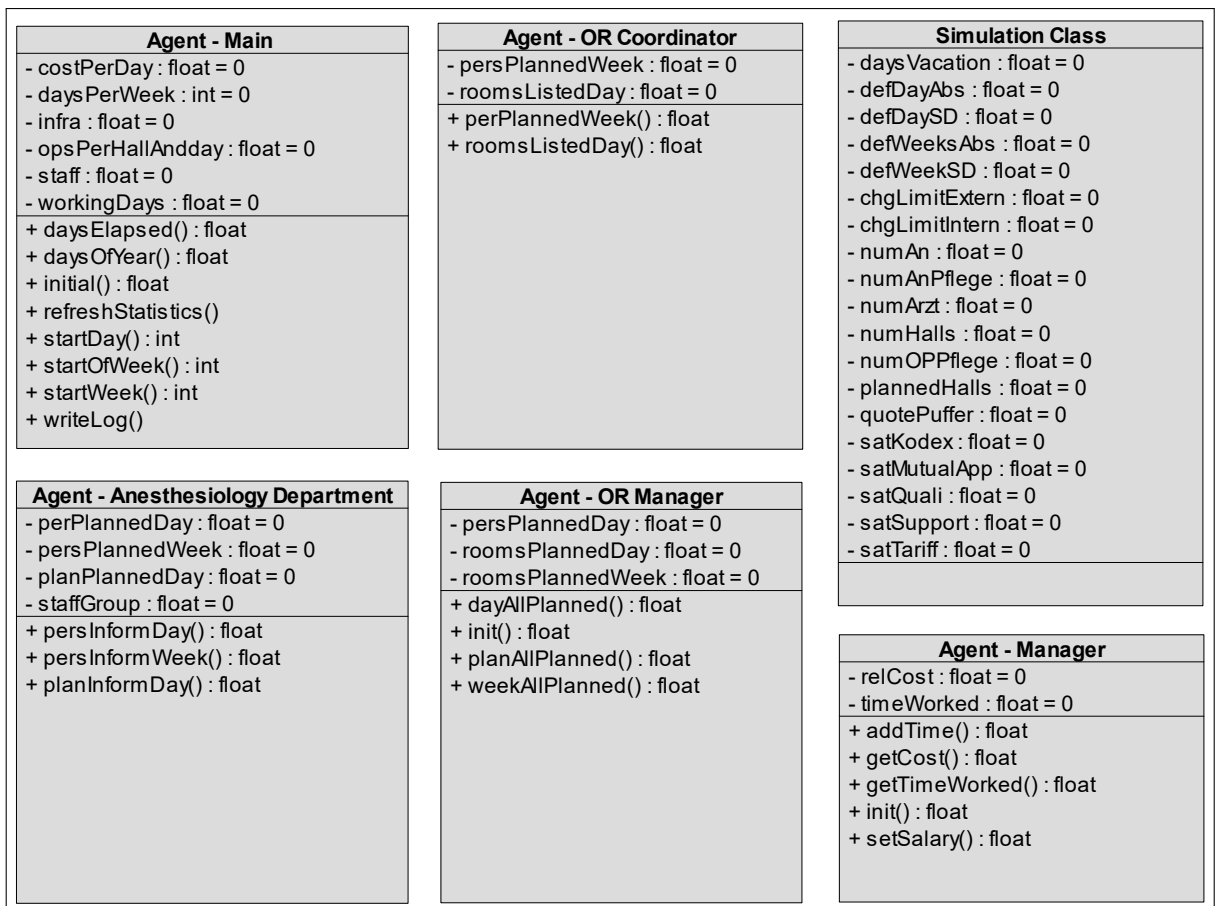 Agent - Main
- costPerDay : float = 0
- daysPerWeek : int = 0
- infra : float = 0
- opsPerHallAndday : float = 0
- staff : float = 0
- workingDays : float = 0
+ daysElapsed() : float
+ daysOfYear() : float
+ initial() : float
+ refreshStatistics()
+ startDay() : int
+ startOfWeek() : int
+ startWeek() : int
+ writeLog()
Agent - OR Coordinator
- persPlannedWeek : float = 0
- roomsListedDay : float = 0
+ perPlannedWeek() : float
+ roomsListedDay() : float
Simulation Class
- daysVacation : float = 0
- defDayAbs : float = 0
- defDaySD : float = 0
- defWeeksAbs : float = 0
- defWeekSD : float = 0
- chgLimitExtern : float = 0
- chgLimitIntern : float = 0
- numAn : float = 0
- numAnPflege : float = 0
- numArzt : float = 0
- numHalls : float = 0
- numOPPflege : float = 0
- plannedHalls : float = 0
- quotePuffer : float = 0
- satKodex : float = 0
- satMutualApp : float = 0
- satQuali : float = 0
- satSupport : float = 0
- satTariff : float = 0
Agent - Anesthesiology Department
- perPlannedDay : float = 0
- persPlannedWeek : float = 0
- planPlannedDay : float = 0
- staffGroup : float = 0
+ persInformDay() : float
+ persInformWeek() : float
+ planInformDay() : float
Agent - OR Manager
- persPlannedDay : float = 0
- roomsPlannedDay : float = 0
- roomsPlannedWeek : float = 0
+ dayAllPlanned() : float
+ init() : float
+ planAllPlanned() : float
+ weekAllPlanned() : float
Agent - Manager
- relCost : float = 0
- timeWorked : float = 0
+ addTime() : float
+ getCost() : float
+ getTimeWorked() : float
+ init() : float
+ setSalary() : float